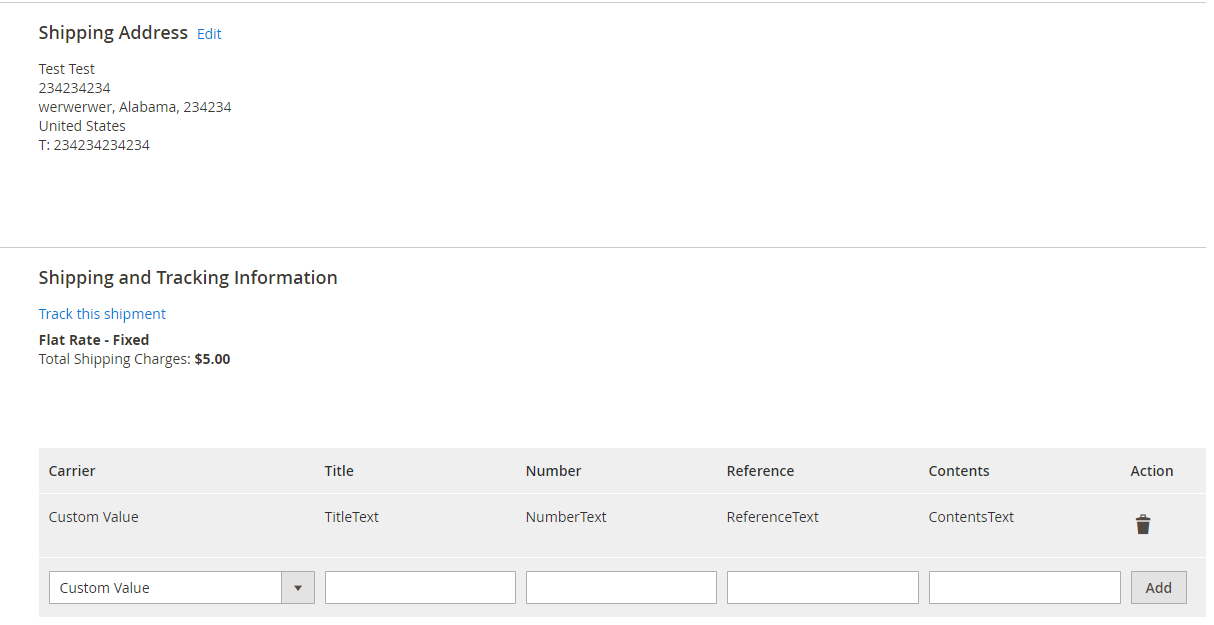 Shipping Address Edit
Test Test
234234234
werwerwer, Alabama, 234234
United States
T: 234234234234
Shipping and Tracking Information
Track this shipment
Flat Rate - Fixed
Total Shipping Charges: $5.00
Carrier Title Number Reference Contents Action
Custom Value TitleText NumberText ReferenceText ContentsText
Custom Value Add